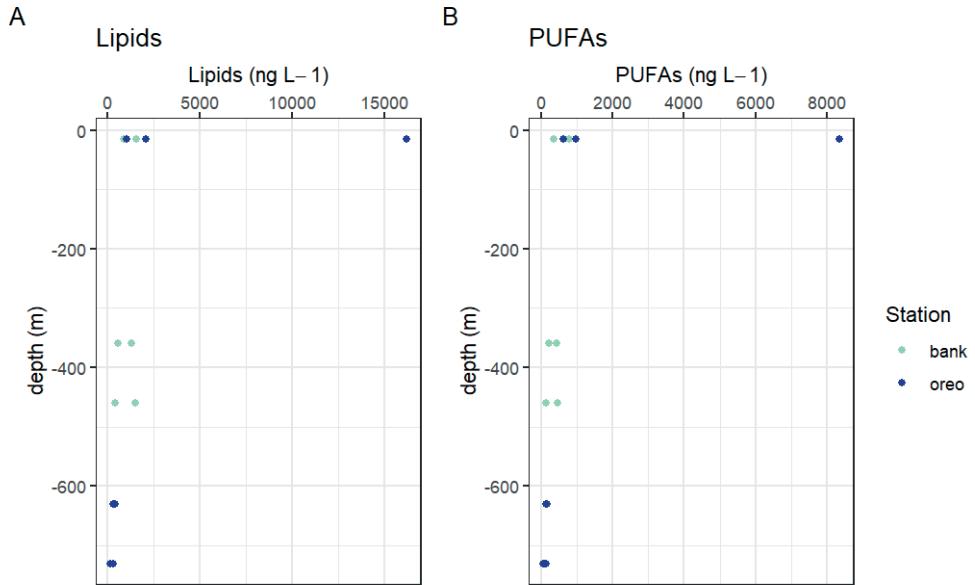 A
Lipids
Lipids (ng L−1)
0 5000 10000 15000
0
-200
-400
-600
depth (m)
B
PUFAs
PUFAs (ng L−1)
0 2000 4000 6000 8000
0
-200
-400
-600
depth (m)
Station
bank
oreo